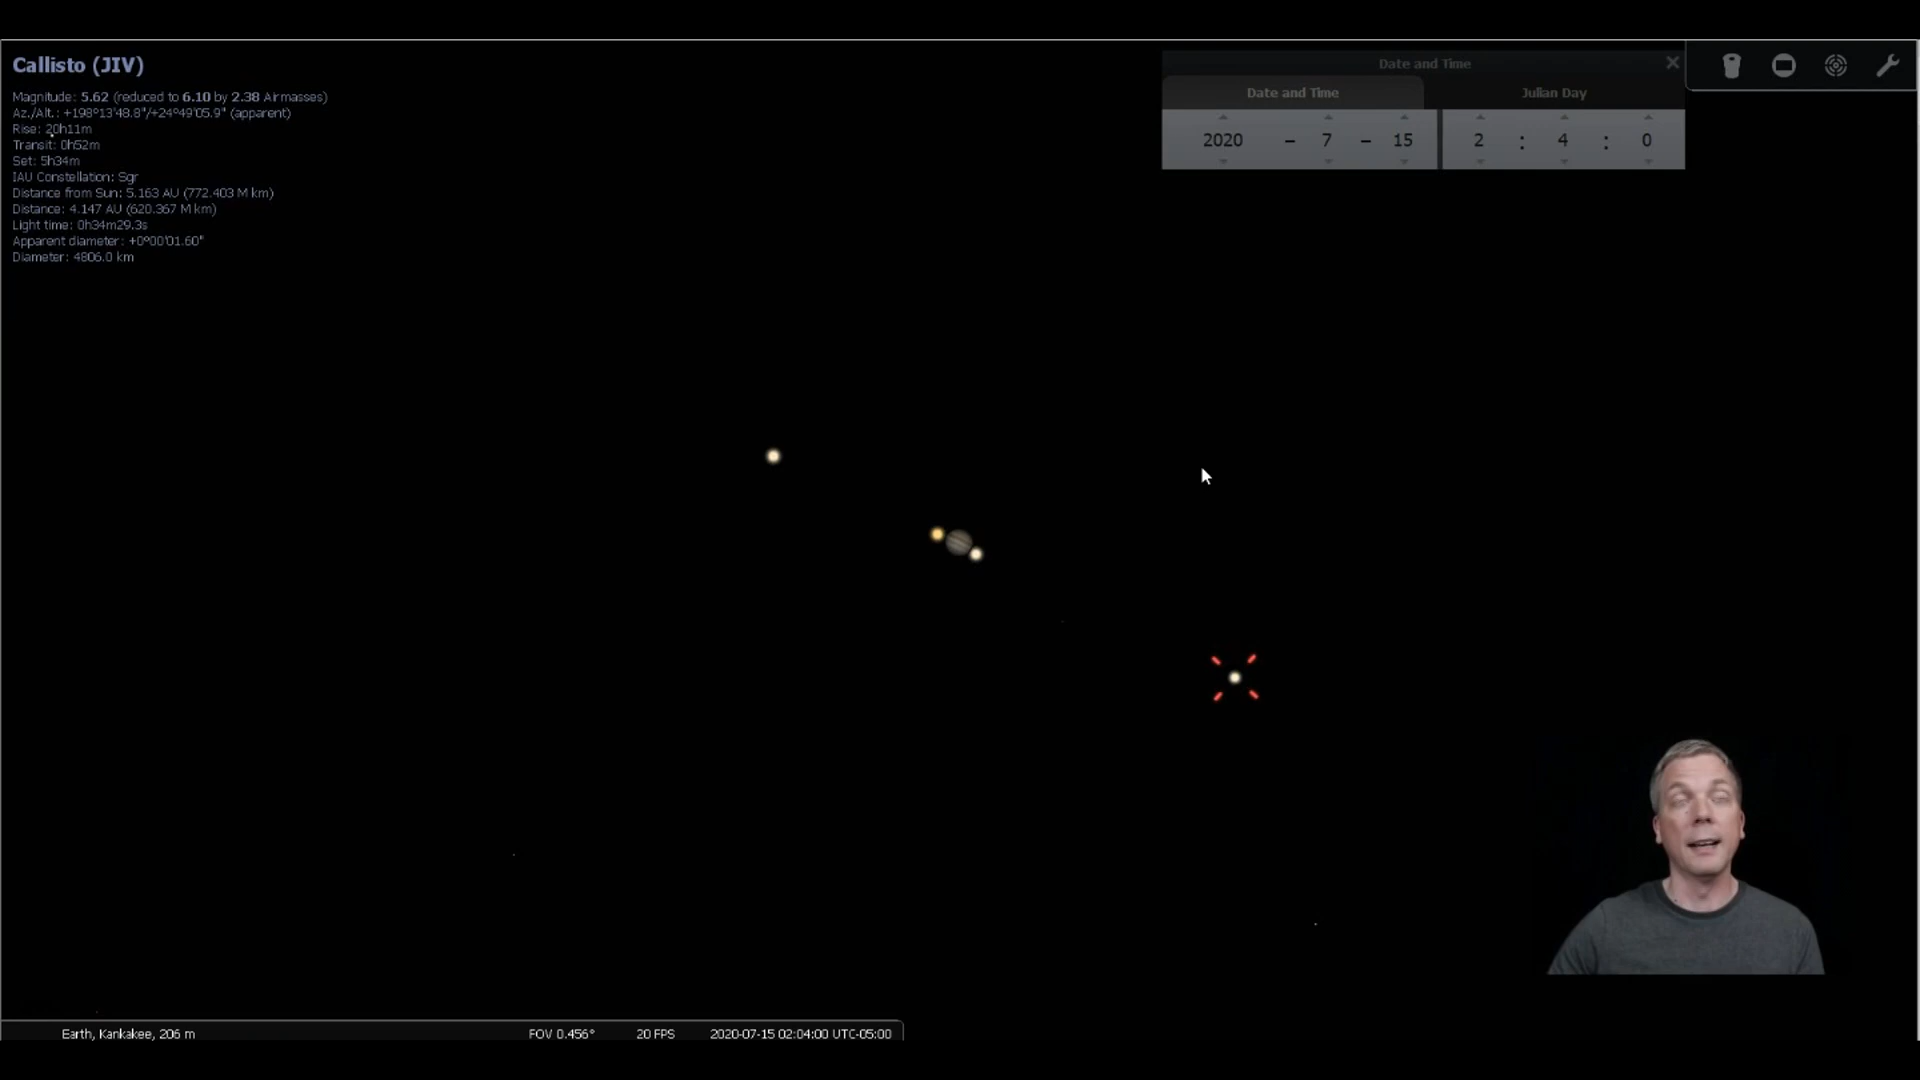 Callisto (JIV)
Magnitude: 5.62 (reduced to 6.10 by 2.38 Airmasses)
Az./Alt.: +198°13'48.8"/+24°49'05.9" (apparent)
Rise: 20h11m
Transit: 0h52m
Set: 5h34m
IAU Constellation: Sgr
Distance from Sun: 5.163 AU (772.403 M km)
Distance: 4.147 AU (620.367 M km)
Light time: 0h34m29.3s
Apparent diameter: +0°00'01.60"
Diameter: 4806.0 km
Date and Time
Date and Time Julian Day
2020 - 7 - 15 2 : 4 : 0
Earth, Kankakee, 206 m FOV 0.456° 20 FPS 2020-07-15 02:04:00 UTC-05:00